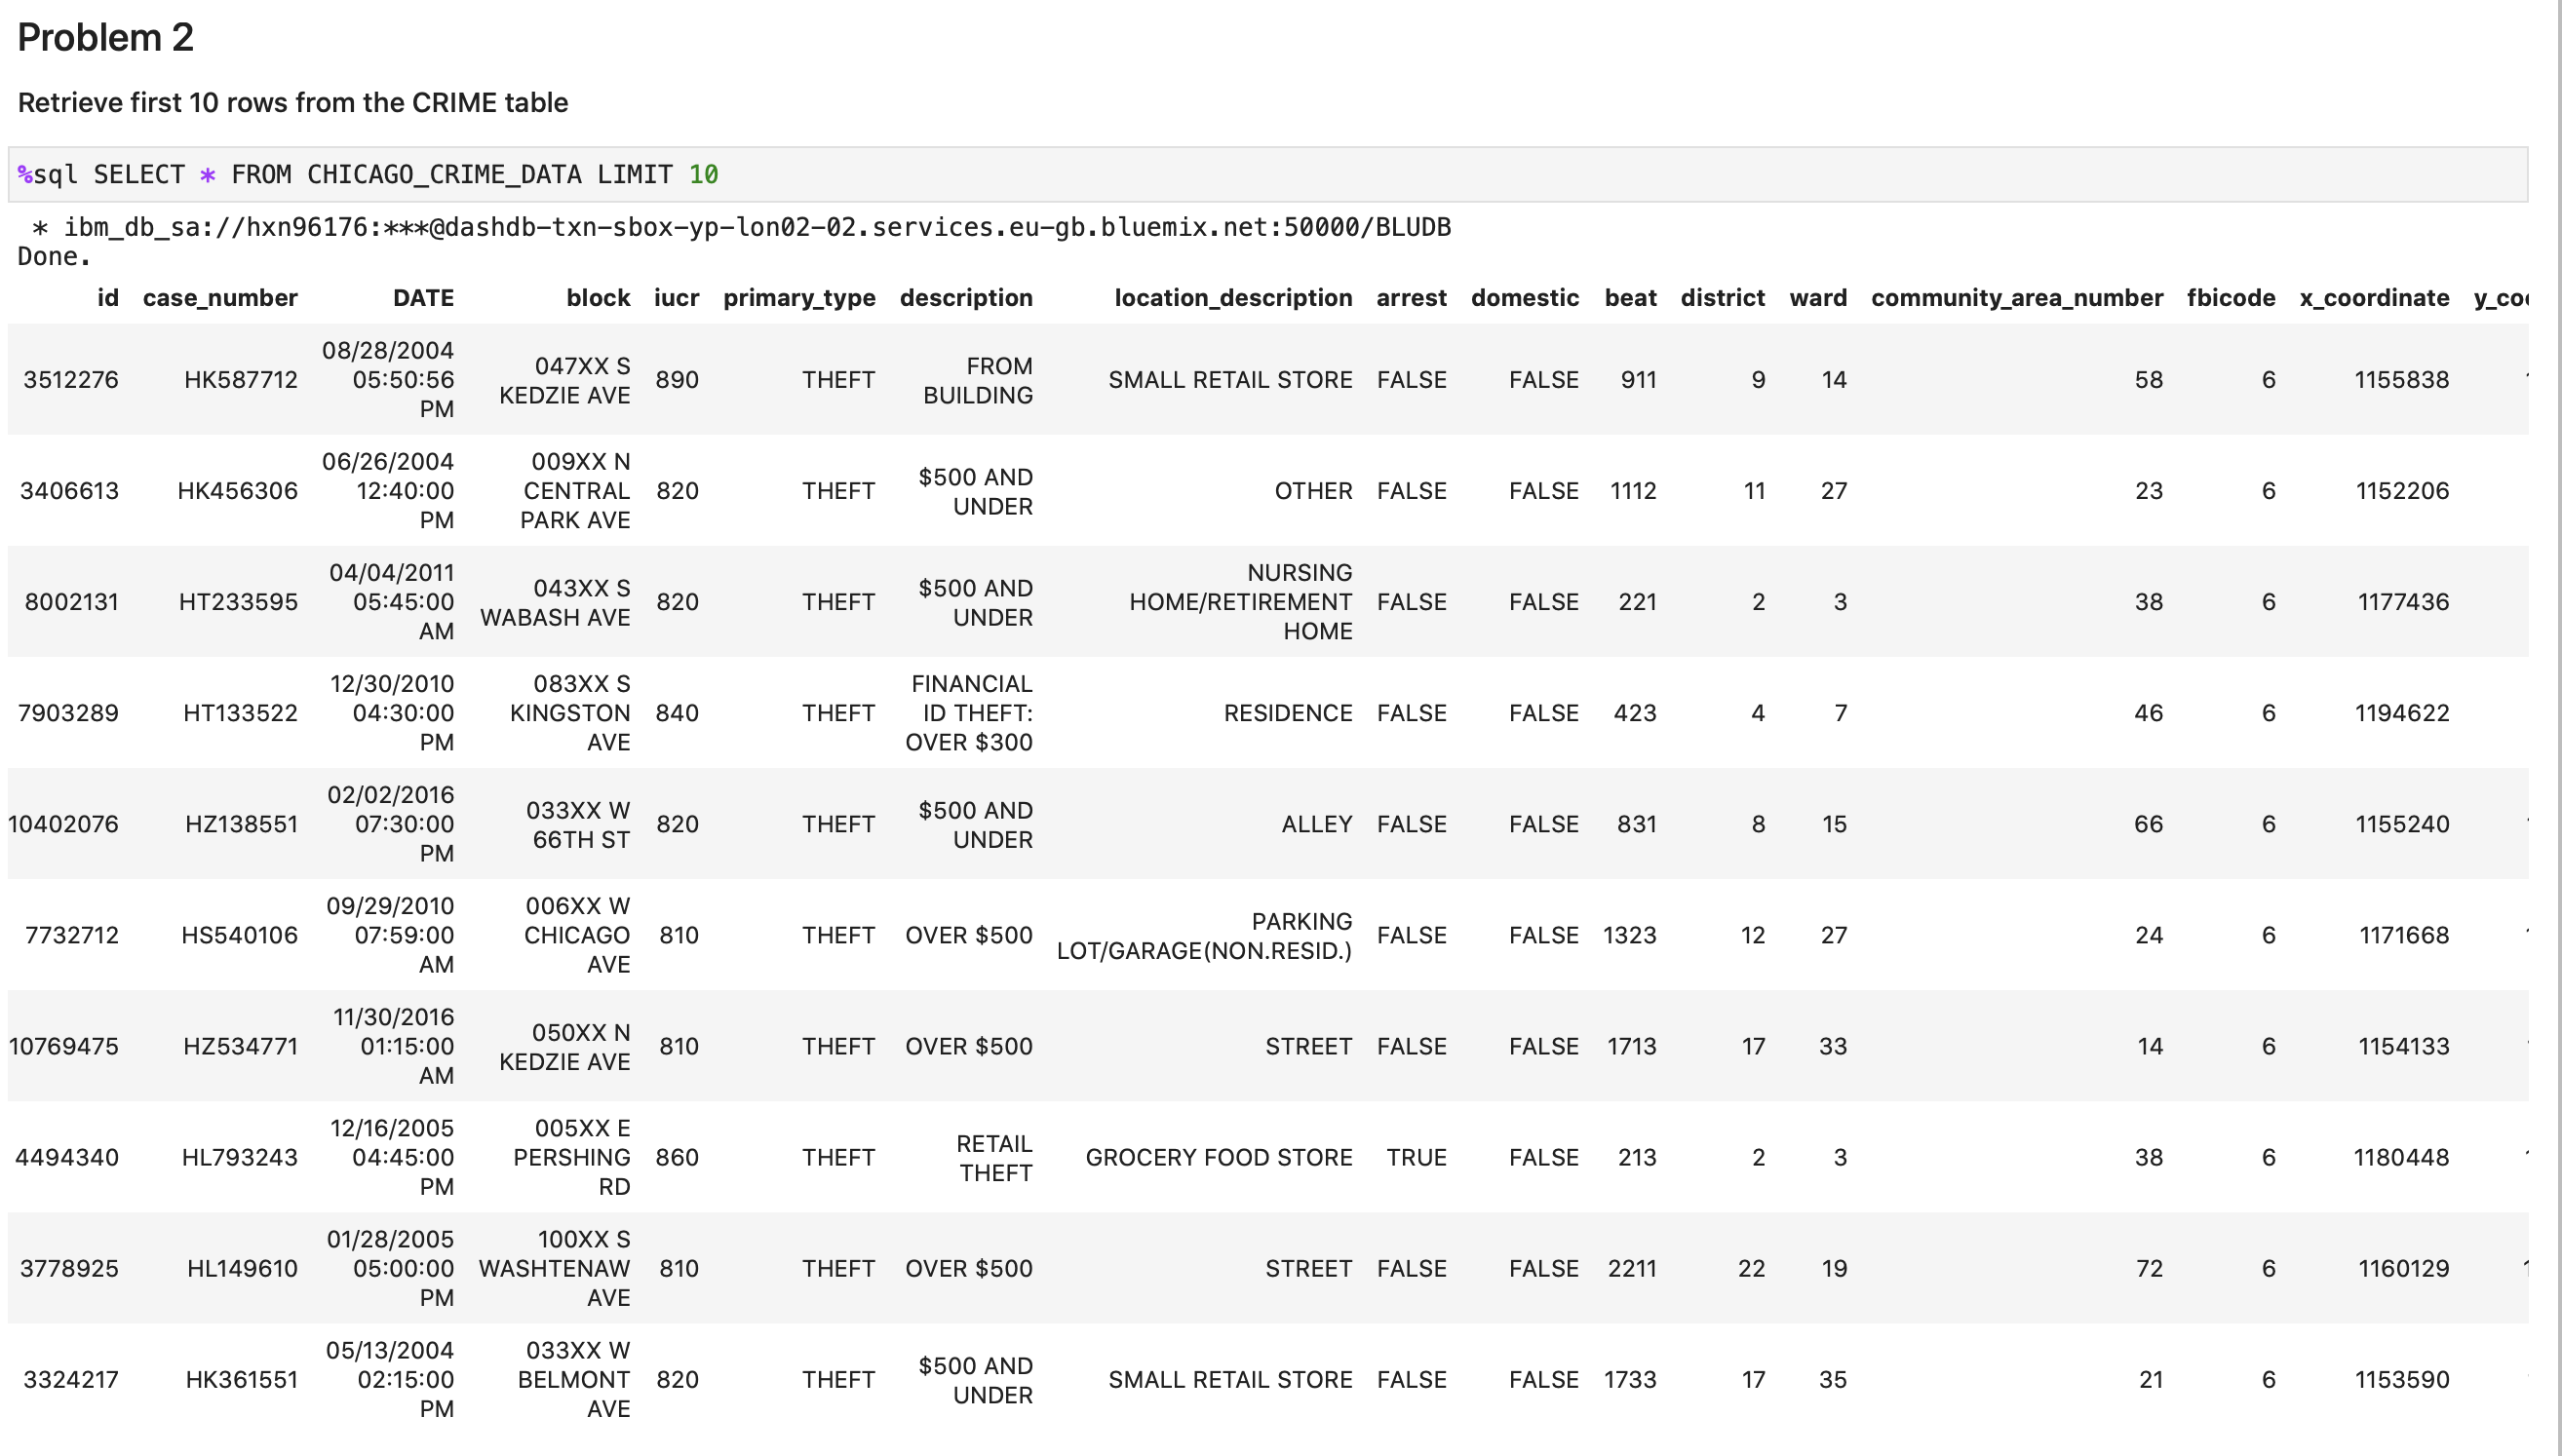 Problem 2
Retrieve first 10 rows from the CRIME table
%sql SELECT * FROM CHICAGO_CRIME_DATA LIMIT 10
* ibm_db_sa://hxn96176:***@dashdb-txn-sbox-yp-lon02-02.services.eu-gb.bluemix.net:50000/BLUDB
Done.
id case_number DATE block iucr primary_type description location_description arrest domestic beat district ward community_area_number fbicode x_coordinate
3512276 HK587712 08/28/2004 05:50:56 PM 047XX S KEDZIE AVE 890 THEFT FROM BUILDING SMALL RETAIL STORE FALSE FALSE 911 9 14 58 6 1155838
3406613 HK456306 06/26/2004 12:40:00 PM 009XX N CENTRAL PARK AVE 820 THEFT $500 AND UNDER OTHER FALSE FALSE 1112 11 27 23 6 1152206
8002131 HT233595 04/04/2011 05:45:00 AM 043XX S WABASH AVE 820 THEFT $500 AND UNDER NURSING HOME/RETIREMENT HOME FALSE FALSE 221 2 3 38 6 1177436
7903289 HT133522 12/30/2010 04:30:00 PM 083XX S KINGSTON AVE 840 THEFT FINANCIAL ID THEFT: OVER $300 RESIDENCE FALSE FALSE 423 4 7 46 6 1194622
10402076 HZ138551 02/02/2016 07:30:00 PM 033XX W 66TH ST 820 THEFT $500 AND UNDER ALLEY FALSE FALSE 831 8 15 66 6 1155240
7732712 HS540106 09/29/2010 07:59:00 AM 006XX W CHICAGO AVE 810 THEFT OVER $500 PARKING LOT/GARAGE(NON.RESID.) FALSE FALSE 1323 12 27 24 6 1171668
10769475 HZ534771 11/30/2016 01:15:00 AM 050XX N KEDZIE AVE 810 THEFT OVER $500 STREET FALSE FALSE 1713 17 33 14 6 1154133
4494340 HL793243 12/16/2005 04:45:00 PM 005XX E PERSHING RD 860 THEFT RETAIL THEFT GROCERY FOOD STORE TRUE FALSE 213 2 3 38 6 1180448
3778925 HL149610 01/28/2005 05:00:00 PM 100XX S WASHTENAW AVE 810 THEFT OVER $500 STREET FALSE FALSE 2211 22 19 72 6 1160129
3324217 HK361551 05/13/2004 02:15:00 PM 033XX W BELMONT AVE 820 THEFT $500 AND UNDER SMALL RETAIL STORE FALSE FALSE 1733 17 35 21 6 1153590